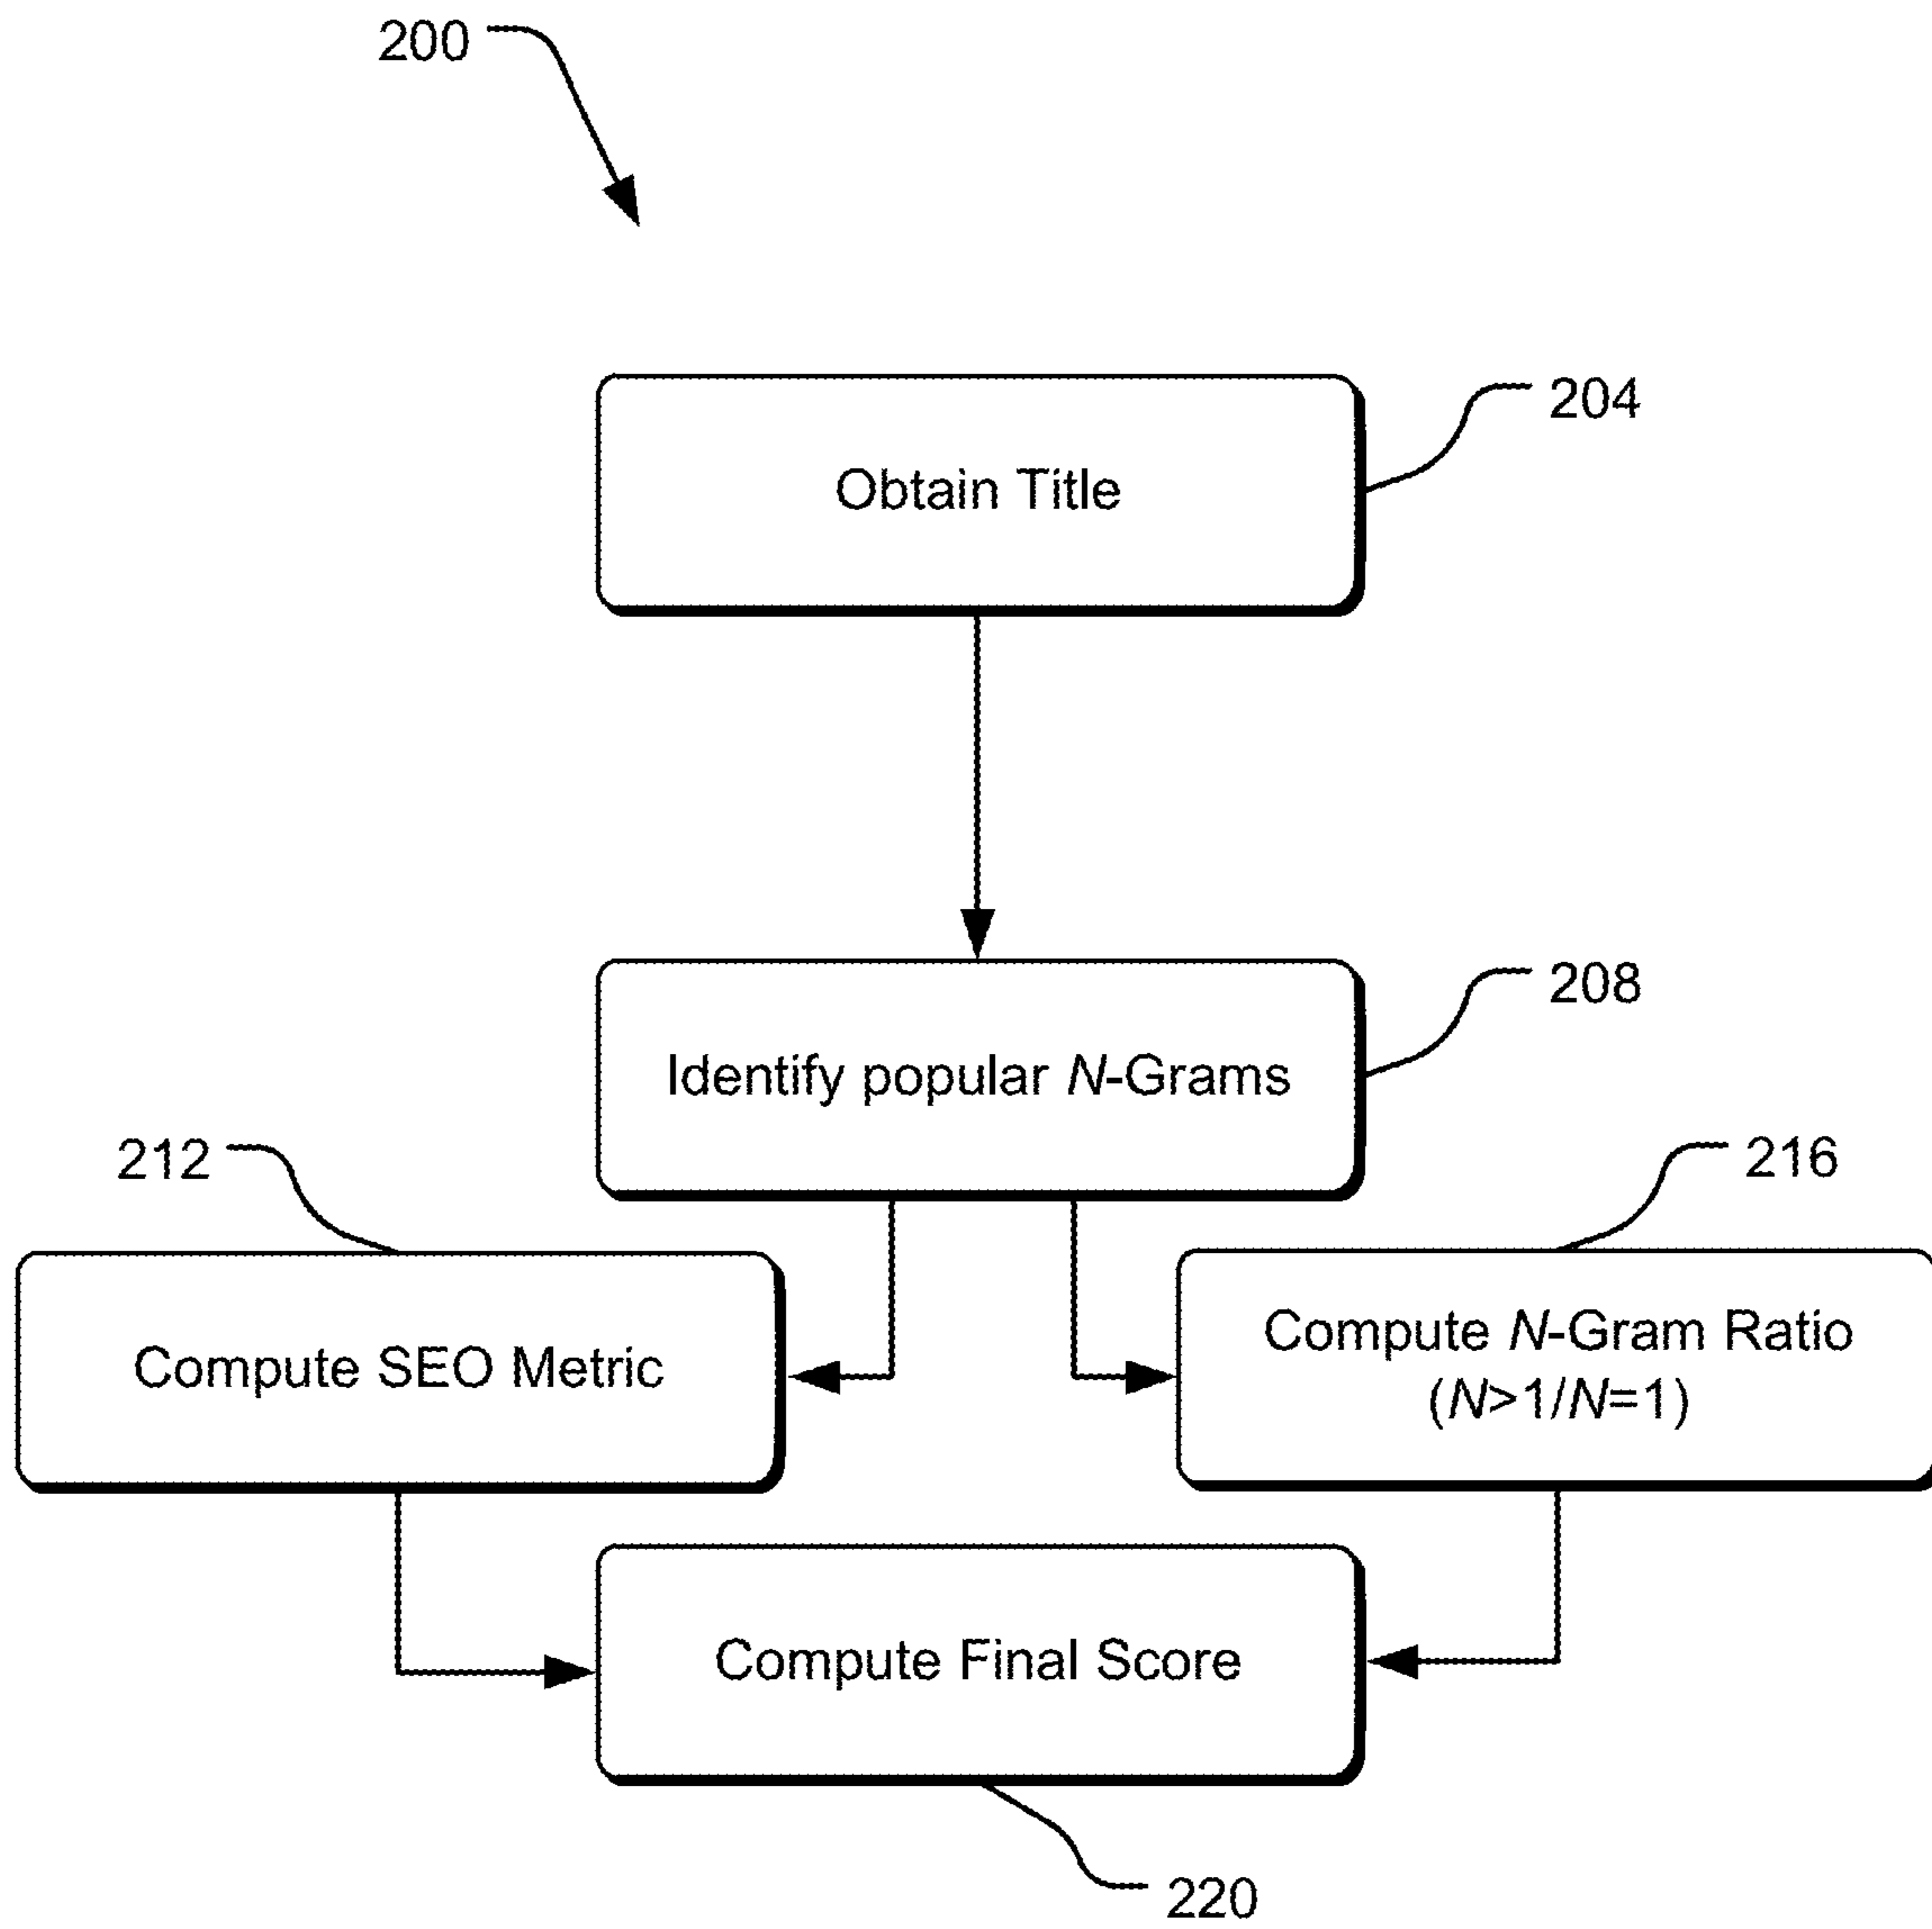 200
204
Obtain Title
208
Identify popular N-Grams
212
216
Compute SEO Metric
Compute N-Gram Ratio
(N>1/N=1)
Compute Final Score
220